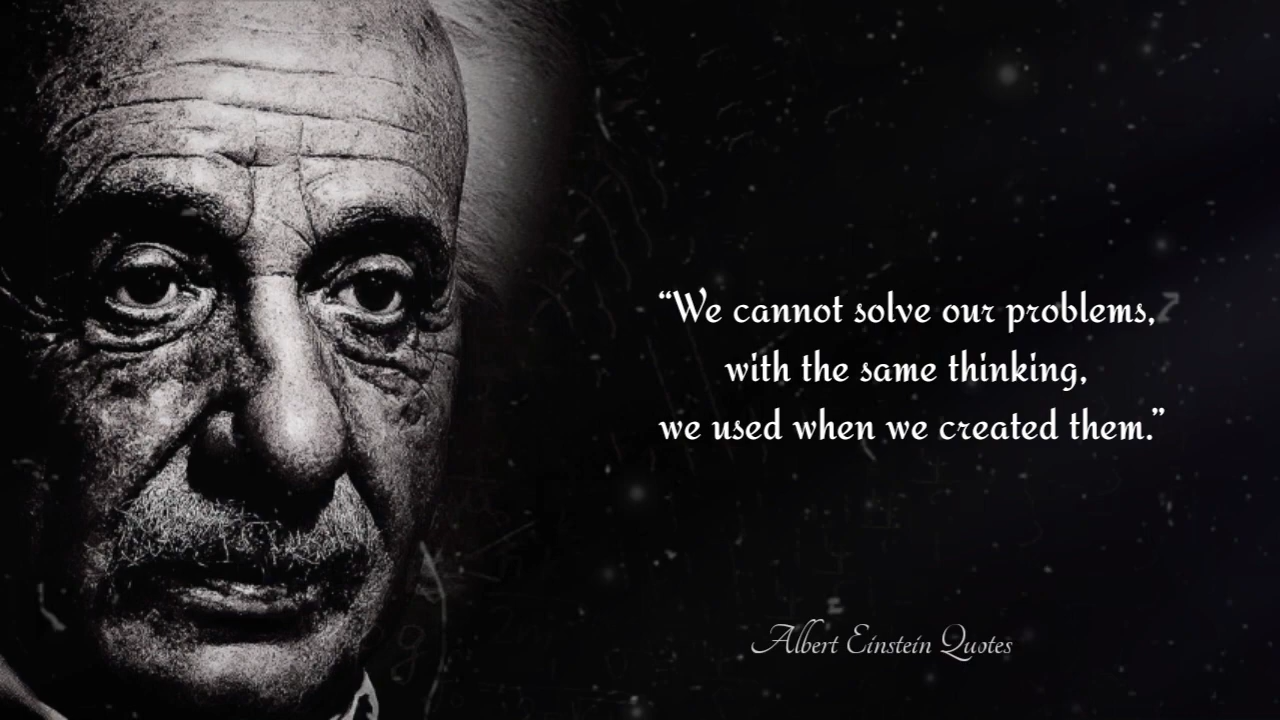 “We cannot solve our problems,
with the same thinking,
we used when we created them.”
Albert Einstein Quotes